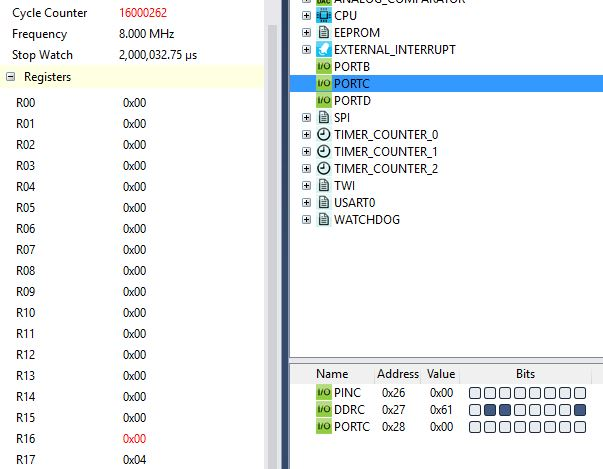 Cycle Counter 16000262
Frequency 8.000 MHz
Stop Watch 2,000,032.75 µs
Registers
R00 0x00
R01 0x00
R02 0x00
R03 0x00
R04 0x00
R05 0x00
R06 0x00
R07 0x00
R08 0x00
R09 0x00
R10 0x00
R11 0x00
R12 0x00
R13 0x00
R14 0x00
R15 0x00
R16 0x00
R17 0x04
ANALOG_COMPARATOR
CPU
EEPROM
EXTERNAL_INTERRUPT
I/O PORTB
I/O PORTC
I/O PORTD
SPI
TIMER_COUNTER_0
TIMER_COUNTER_1
TIMER_COUNTER_2
TWI
USART0
WATCHDOG
Name Address Value Bits
I/O PINC 0x26 0x00
I/O DDRC 0x27 0x61
I/O PORTC 0x28 0x00